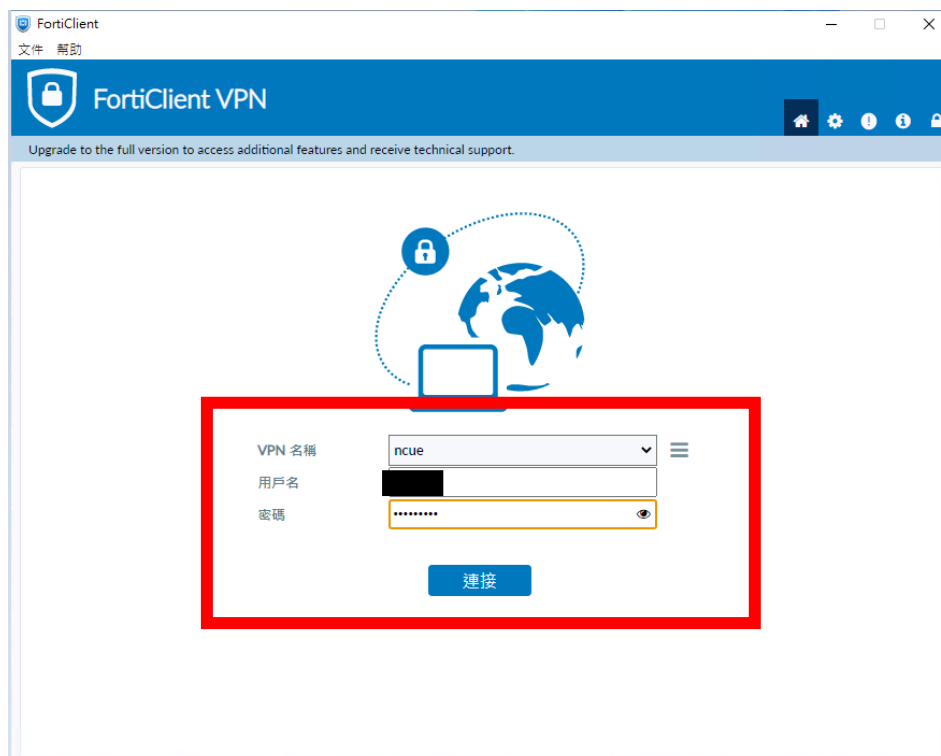 FortiClient
文件 幫助
FortiClient VPN
Upgrade to the full version to access additional features and receive technical support.
VPN 名稱 ncue
用戶名
密碼 •••••••••
連接